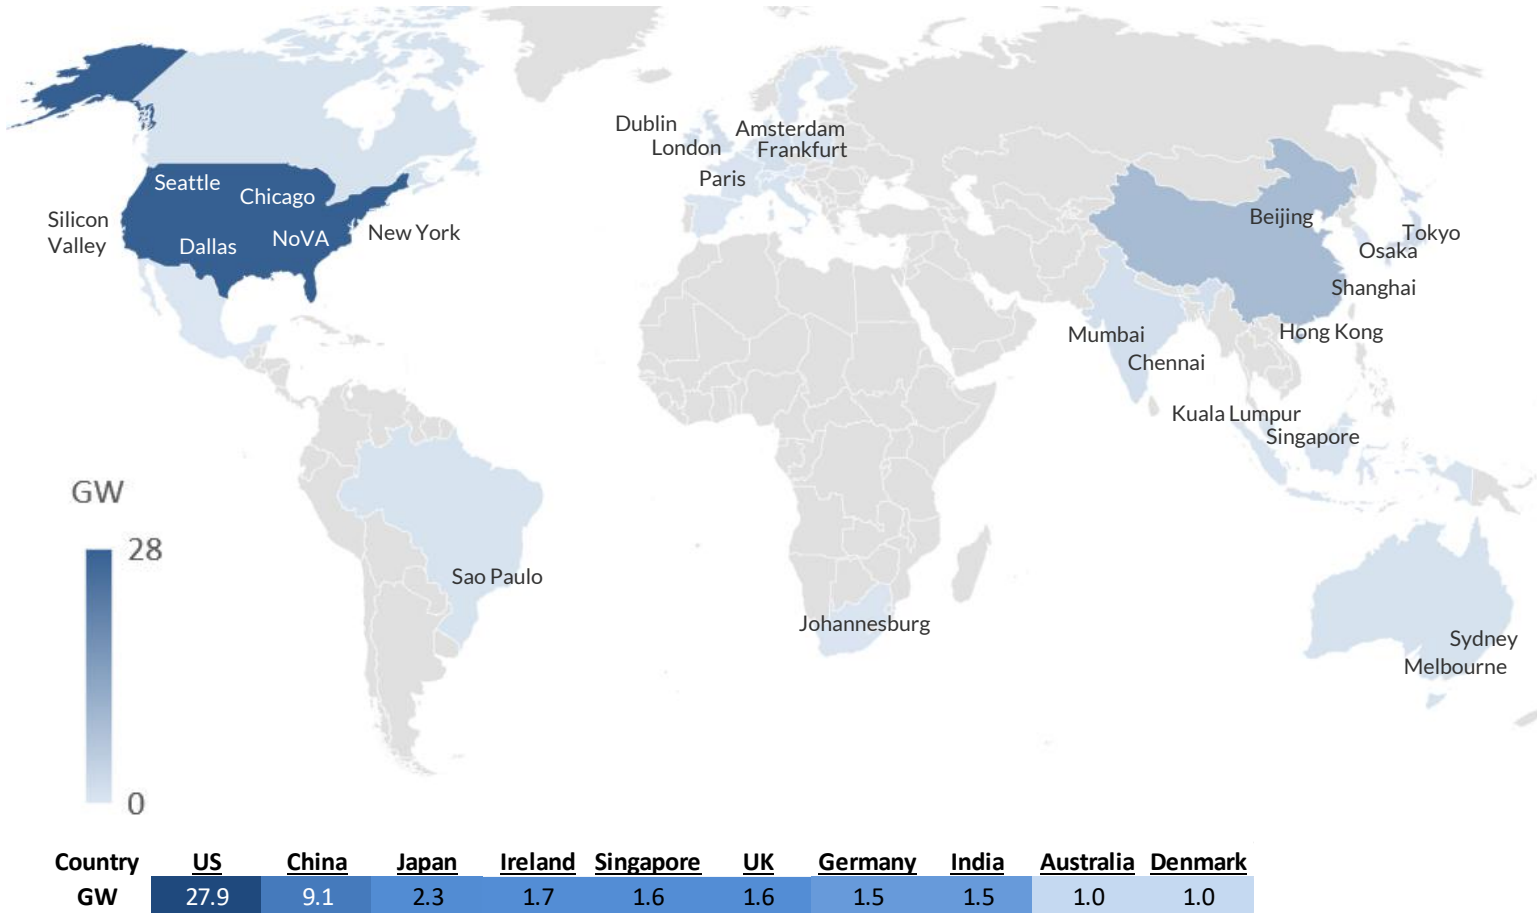 Dublin
Amsterdam
London
Frankfurt
Paris
Seattle
Chicago
Silicon
Valley
Dallas
NoVA
New York
Beijing
Tokyo
Osaka
Shanghai
Mumbai
Hong Kong
Chennai
Kuala Lumpur
Singapore
GW
28
Sao Paulo
Johannesburg
Sydney
Melbourne
0
Country US China Japan Ireland Singapore UK Germany India Australia Denmark
GW 27.9 9.1 2.3 1.7 1.6 1.6 1.5 1.5 1.0 1.0